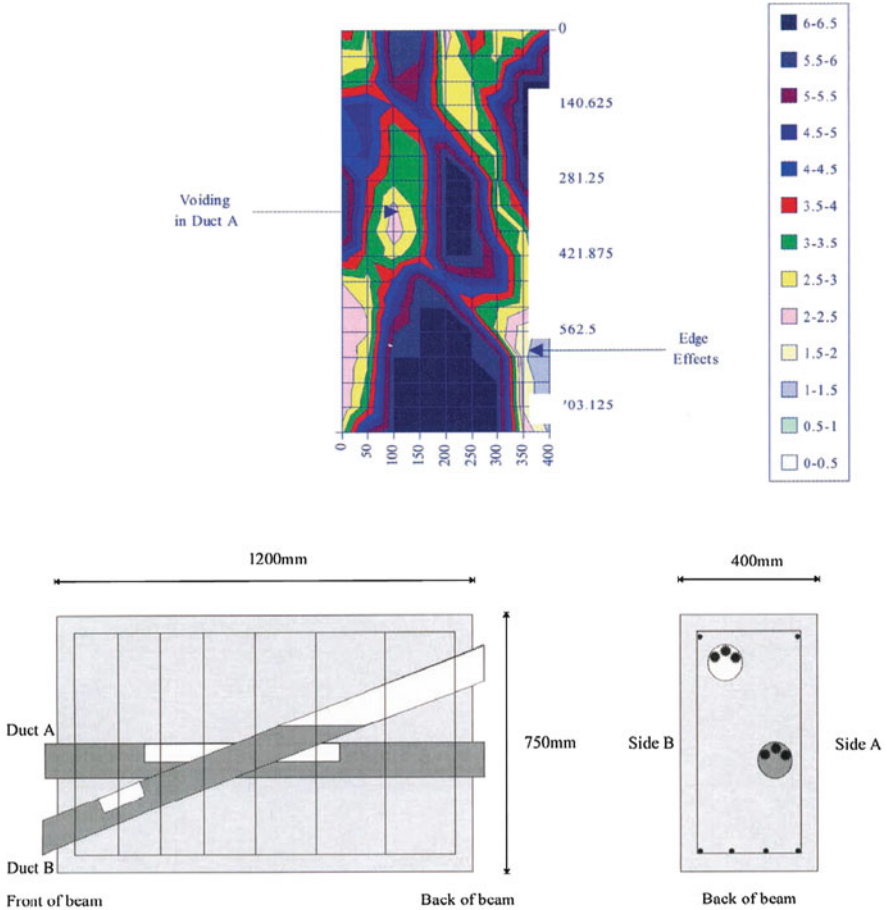 0
140.625
281.25
421.875
562.5
'03.125
0
50
100
150
200
250
300
350
400
Voiding
in Duct A
Edge
Effects
6-6.5
5.5-6
5-5.5
4.5-5
4-4.5
3.5-4
3-3.5
2.5-3
2-2.5
1.5-2
1-1.5
0.5-1
0-0.5
1200mm
400mm
Duct A
750mm
Side B
Side A
Duct B
Front of beam
Back of beam
Back of beam